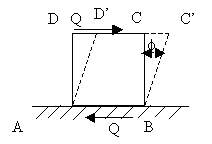 D Q D' C C'
ϕ
A Q B